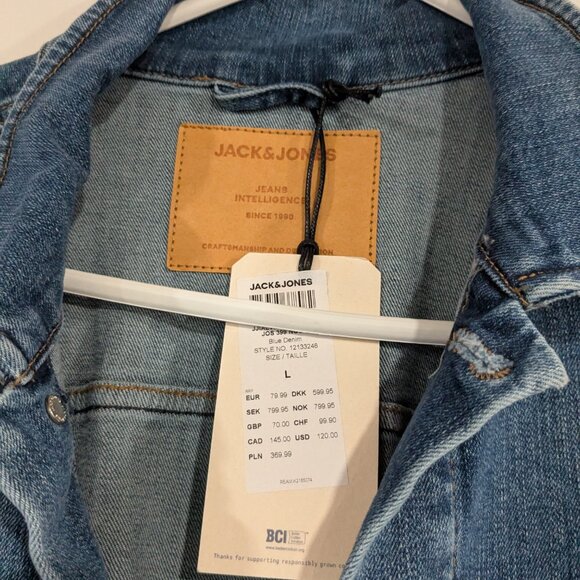 JACK&JONES
JEANS
INTELLIGENCE
SINCE 1990
CRAFTSMANSHIP AND
JACK&JONES
JOS 399
Blue Denim
STYLE NO. 12133246
SIZE / TAILLE
L
EUR 79.99 DKK 599.95
SEK 799.95 NOK 799.95
GBP 70.00 CHF 99.90
CAD 145.00 USD 120.00
PLN 369.99
BCI
Thanks for supporting responsibly grown